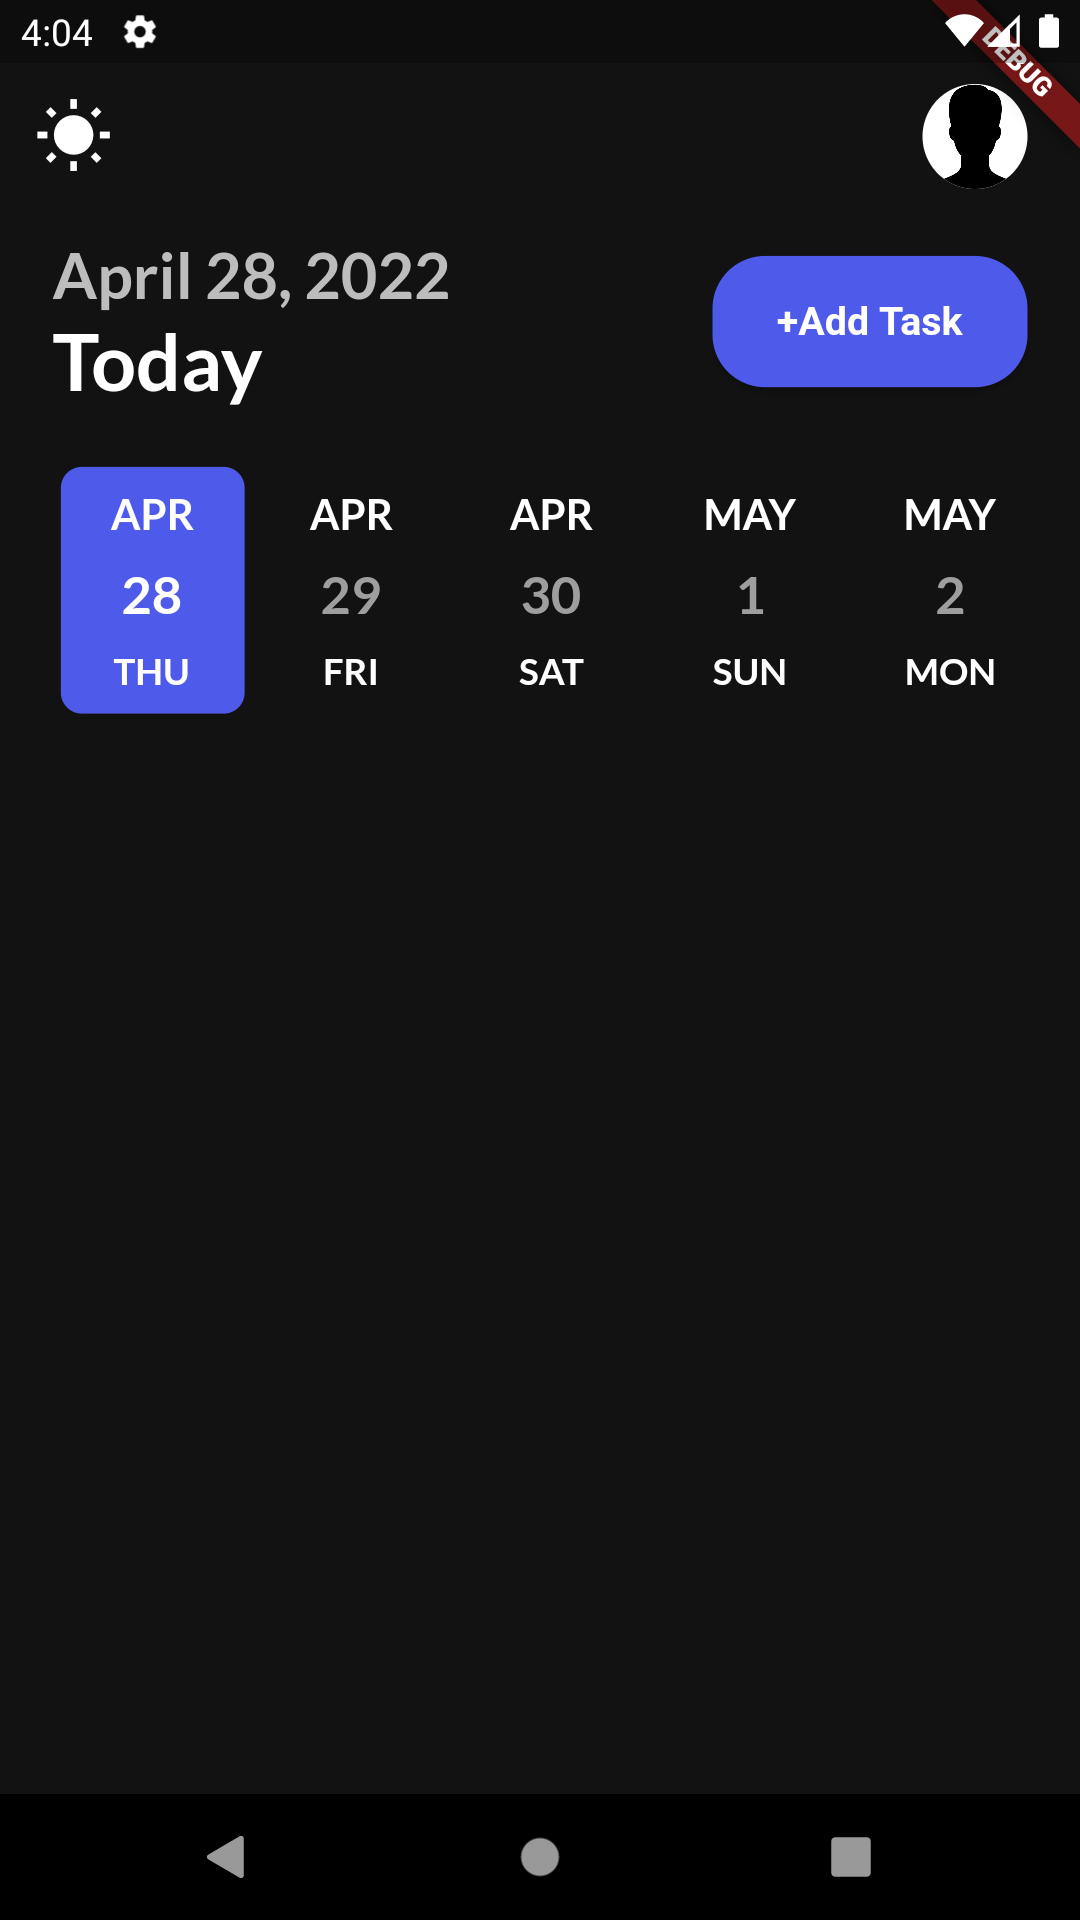 4:04
DEBUG
April 28, 2022
Today
+Add Task
APR APR APR MAY MAY
28 29 30 1 2
THU FRI SAT SUN MON